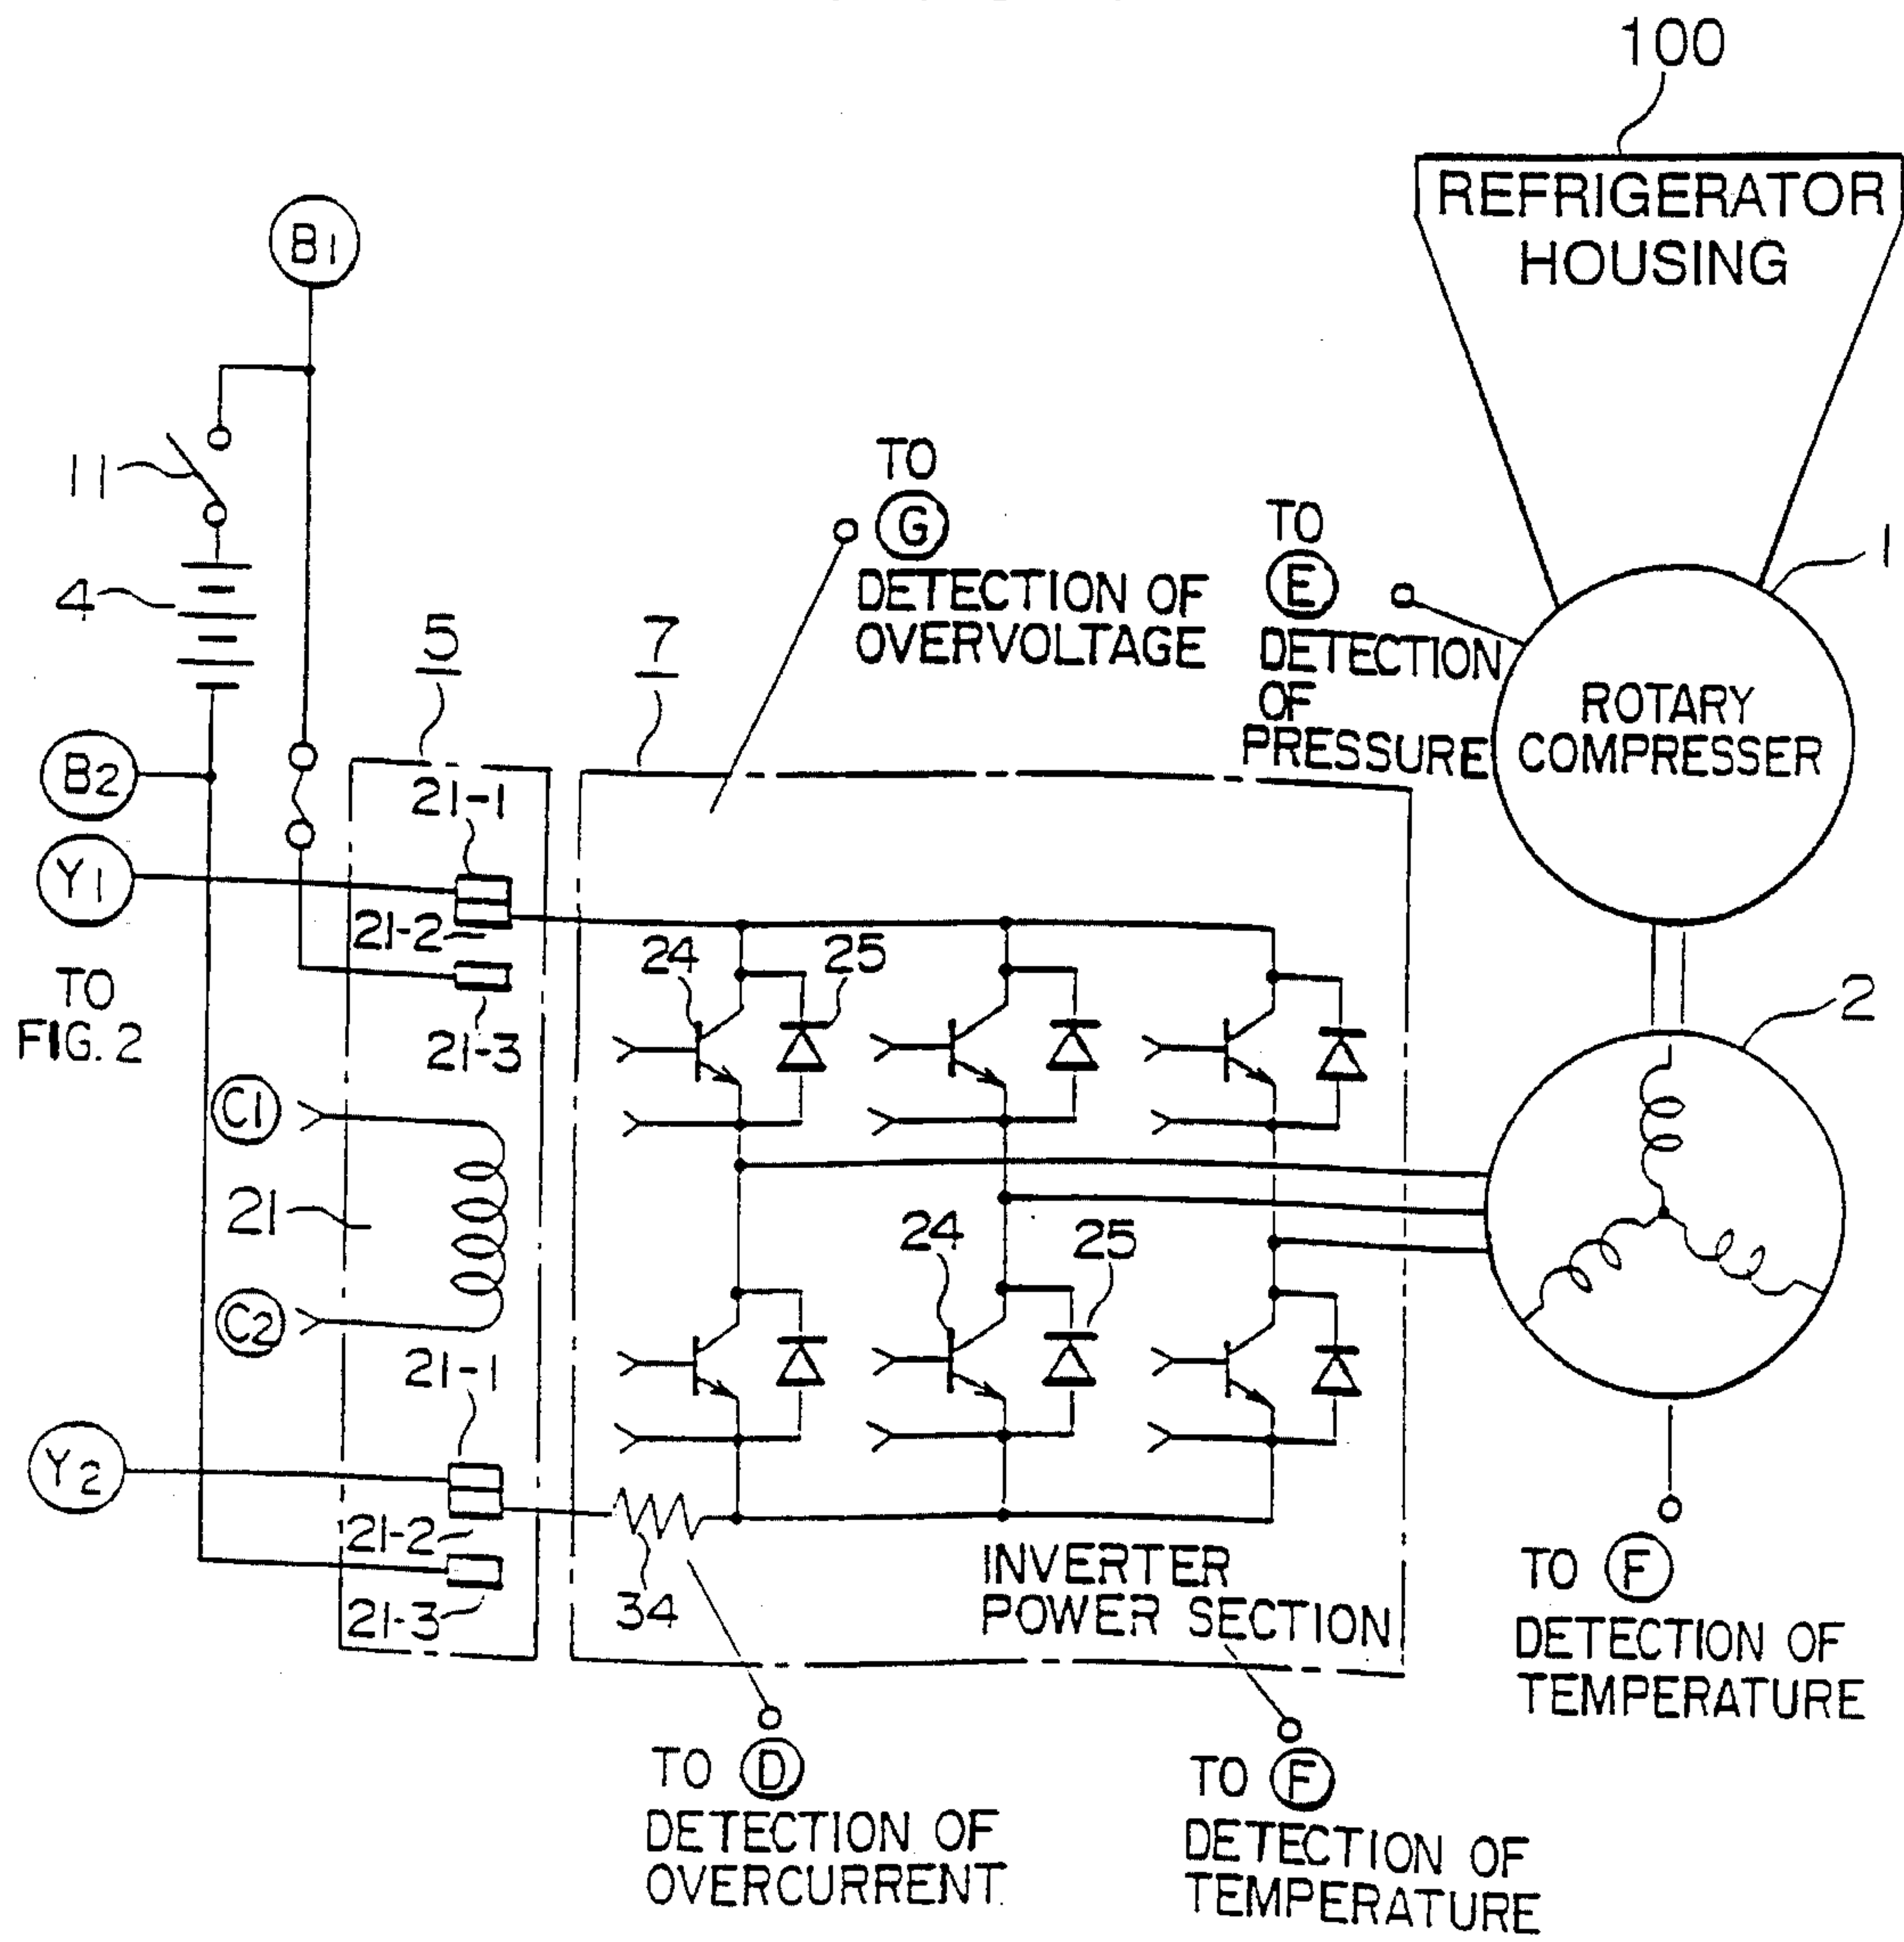 100
REFRIGERATOR
HOUSING
B1
11
TO
G
DETECTION OF
OVERVOLTAGE
TO
E
DETECTION
OF
PRESSURE
1
ROTARY
COMPRESSER
4
5
7
B2
21-1
Y1
21-2
24
25
TO
FIG. 2
21-3
2
C1
21
24
25
C2
21-1
Y2
21-2
21-3
34
INVERTER
POWER SECTION
TO F
DETECTION OF
TEMPERATURE
TO D
DETECTION OF
OVERCURRENT
TO F
DETECTION OF
TEMPERATURE